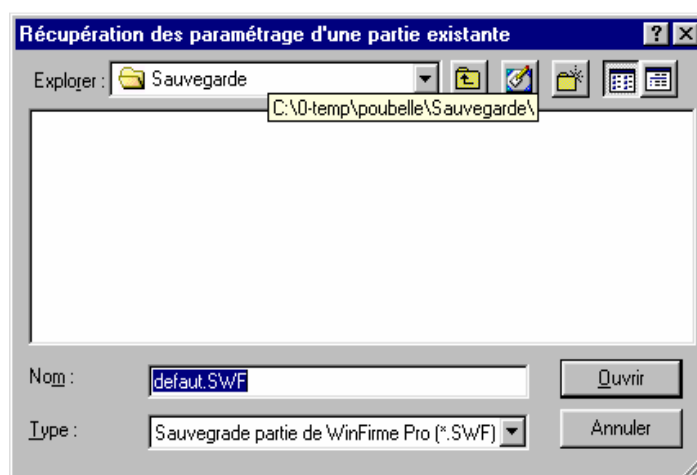 Récupération des paramétrage d'une partie existante
Explorer : Sauvegarde
C:\0-temp\poubelle\Sauvegarde\
Nom : defaut.SWF Ouvrir
Type : Sauvegrade partie de WinFirme Pro (*.SWF) Annuler